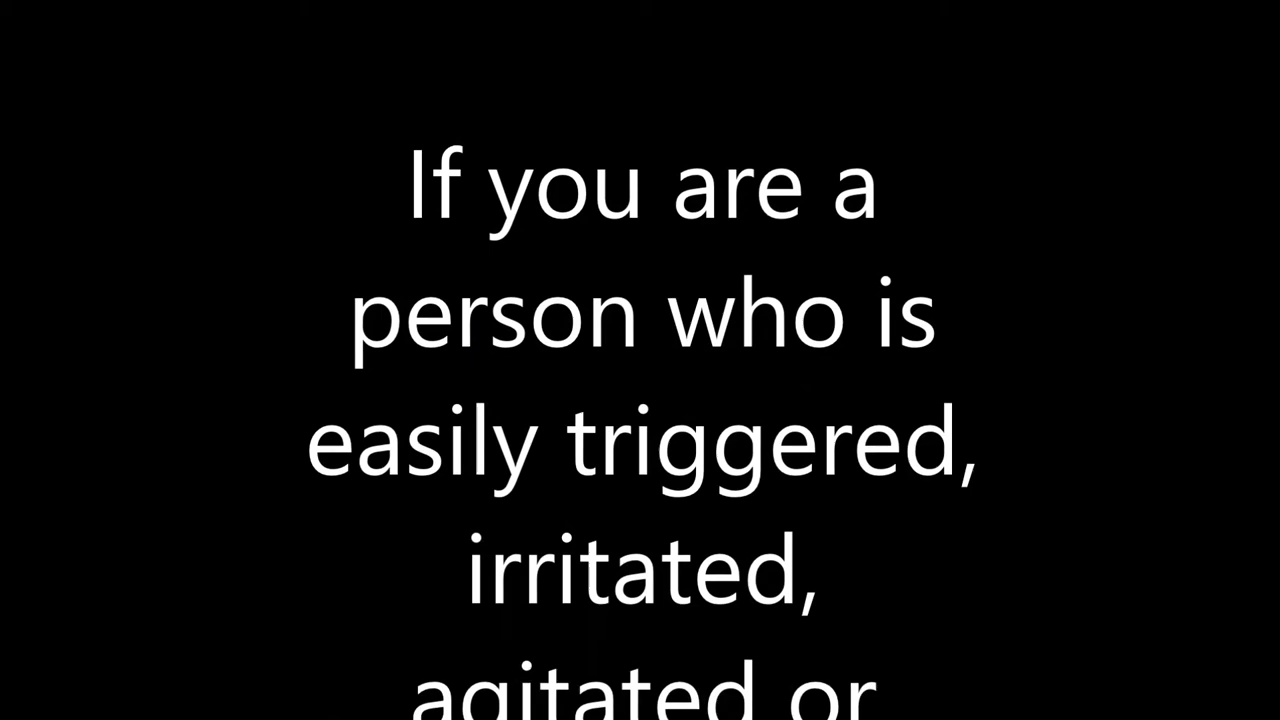 If you are a
person who is
easily triggered,
irritated,
agitated or